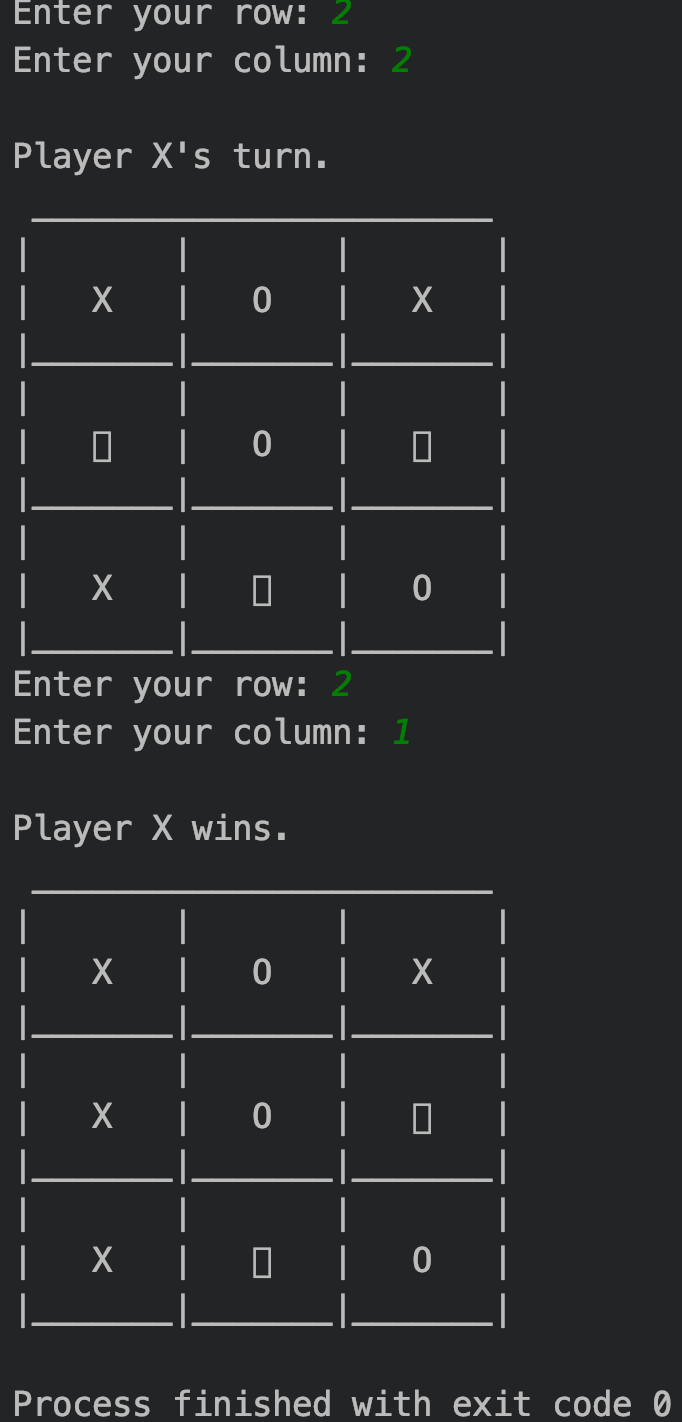 Enter your row: 2
Enter your column: 2
Player X's turn.
 _______________________
|       |       |       |
|   X   |   O   |   X   |
|_______|_______|_______|
|       |       |       |
|   ▯   |   O   |   ▯   |
|_______|_______|_______|
|       |       |       |
|   X   |   ▯   |   O   |
|_______|_______|_______|
Enter your row: 2
Enter your column: 1
Player X wins.
 _______________________
|       |       |       |
|   X   |   O   |   X   |
|_______|_______|_______|
|       |       |       |
|   X   |   O   |   ▯   |
|_______|_______|_______|
|       |       |       |
|   X   |   ▯   |   O   |
|_______|_______|_______|
Process finished with exit code 0